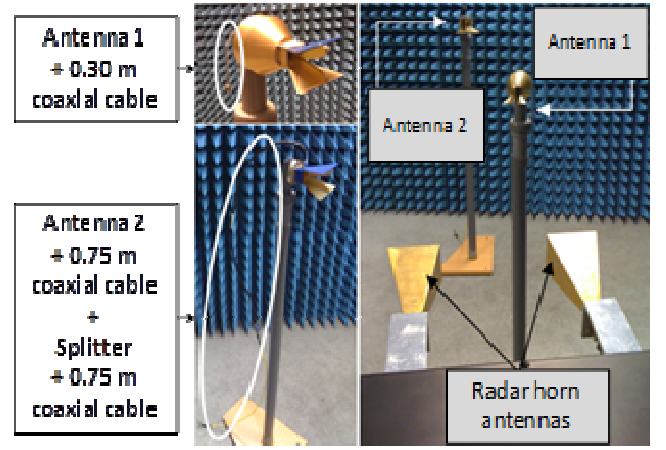 Antenna 1
+ 0.30 m
coaxial cable
Antenna 2
+ 0.75 m
coaxial cable
+
Splitter
+ 0.75 m
coaxial cable
Antenna 1
Antenna 2
Radar horn
antennas